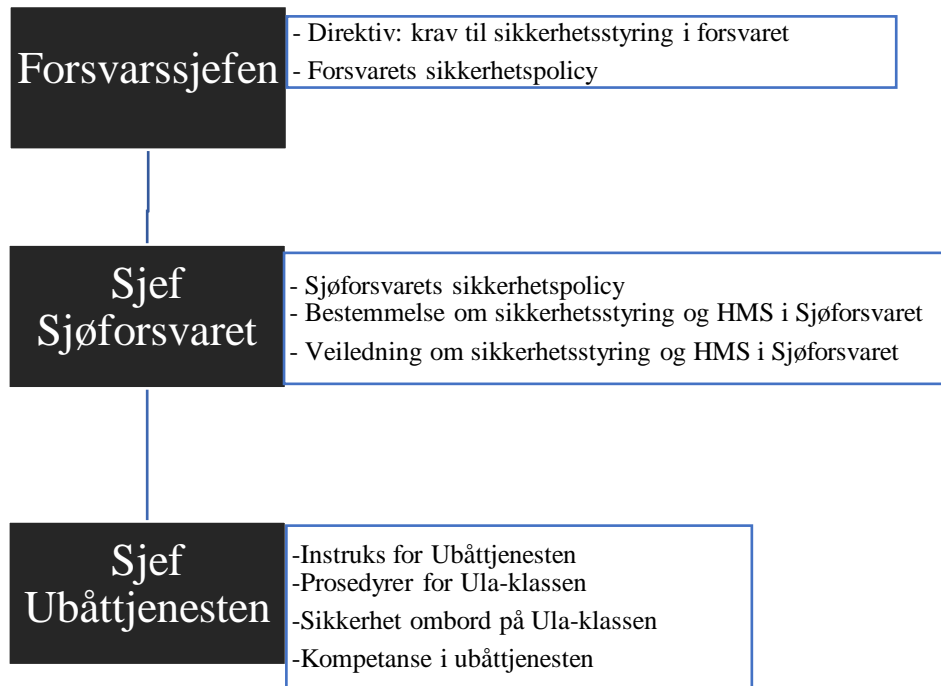 Forsvarssjefen
- Direktiv: krav til sikkerhetsstyring i forsvaret
- Forsvarets sikkerhetspolicy
Sjef
Sjøforsvaret
- Sjøforsvarets sikkerhetspolicy
- Bestemmelse om sikkerhetsstyring og HMS i Sjøforsvaret
- Veiledning om sikkerhetsstyring og HMS i Sjøforsvaret
Sjef
Ubåttjenesten
-Instruks for Ubåttjenesten
-Prosedyrer for Ula-klassen
-Sikkerhet ombord på Ula-klassen
-Kompetanse i ubåttjenesten